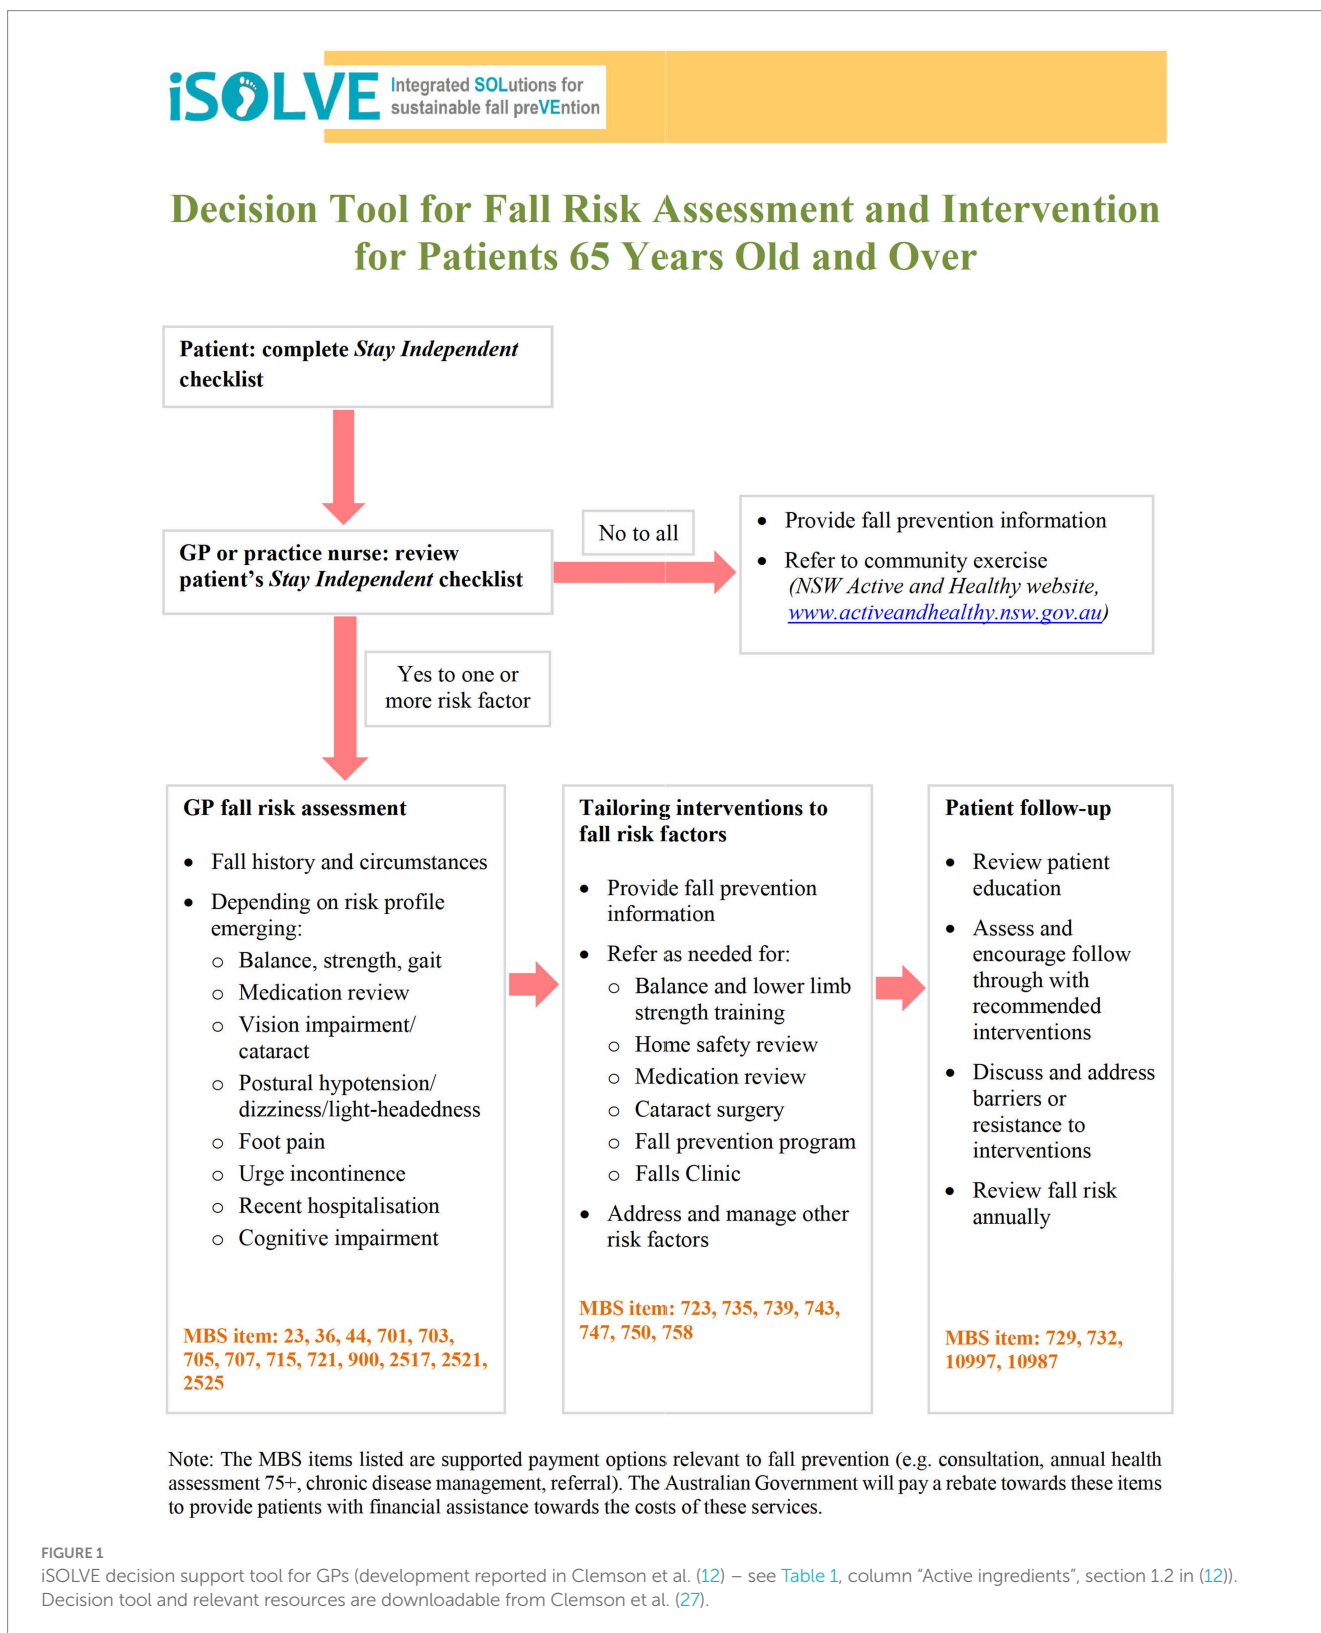 iSOLVE
Integrated SOLutions for
sustainable fall preVEntion
Decision Tool for Fall Risk Assessment and Intervention
for Patients 65 Years Old and Over
Patient: complete Stay Independent
checklist
GP or practice nurse: review
patient's Stay Independent checklist
No to all
• Provide fall prevention information
• Refer to community exercise
(NSW Active and Healthy website,
www.activeandhealthy.nsw.gov.au)
Yes to one or
more risk factor
GP fall risk assessment
• Fall history and circumstances
• Depending on risk profile
emerging:
o Balance, strength, gait
o Medication review
o Vision impairment/
cataract
o Postural hypotension/
dizziness/light-headedness
o Foot pain
o Urge incontinence
o Recent hospitalisation
o Cognitive impairment
MBS item: 23, 36, 44, 701, 703,
705, 707, 715, 721, 900, 2517, 2521,
2525
Tailoring interventions to
fall risk factors
• Provide fall prevention
information
• Refer as needed for:
o Balance and lower limb
strength training
o Home safety review
o Medication review
o Cataract surgery
o Fall prevention program
o Falls Clinic
• Address and manage other
risk factors
MBS item: 723, 735, 739, 743,
747, 750, 758
Patient follow-up
• Review patient
education
• Assess and
encourage follow
through with
recommended
interventions
• Discuss and address
barriers or
resistance to
interventions
• Review fall risk
annually
MBS item: 729, 732,
10997, 10987
Note: The MBS items listed are supported payment options relevant to fall prevention (e.g. consultation, annual health
assessment 75+, chronic disease management, referral). The Australian Government will pay a rebate towards these items
to provide patients with financial assistance towards the costs of these services.
FIGURE 1
iSOLVE decision support tool for GPs (development reported in Clemson et al. (12) – see Table 1, column "Active ingredients", section 1.2 in (12)).
Decision tool and relevant resources are downloadable from Clemson et al. (27).